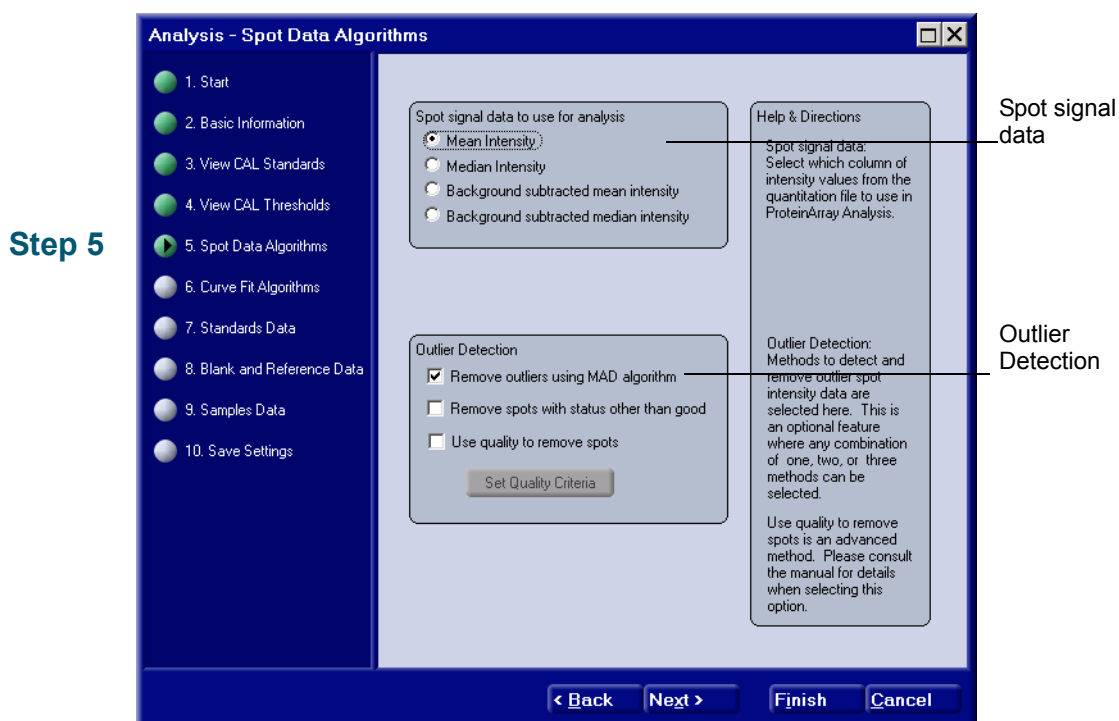 Analysis - Spot Data Algorithms
Step 5
1. Start
2. Basic Information
3. View CAL Standards
4. View CAL Thresholds
5. Spot Data Algorithms
6. Curve Fit Algorithms
7. Standards Data
8. Blank and Reference Data
9. Samples Data
10. Save Settings
Spot signal data to use for analysis
Mean Intensity
Median Intensity
Background subtracted mean intensity
Background subtracted median intensity
Outlier Detection
Remove outliers using MAD algorithm
Remove spots with status other than good
Use quality to remove spots
Set Quality Criteria
Help & Directions
Spot signal data:
Select which column of
intensity values from the
quantitation file to use in
ProteinArray Analysis.
Outlier Detection:
Methods to detect and
remove outlier spot
intensity data are
selected here. This is
an optional feature
where any combination
of one, two, or three
methods can be
selected.
Use quality to remove
spots is an advanced
method. Please consult
the manual for details
when selecting this
option.
Spot signal
data
Outlier
Detection
< Back
Next >
Finish
Cancel